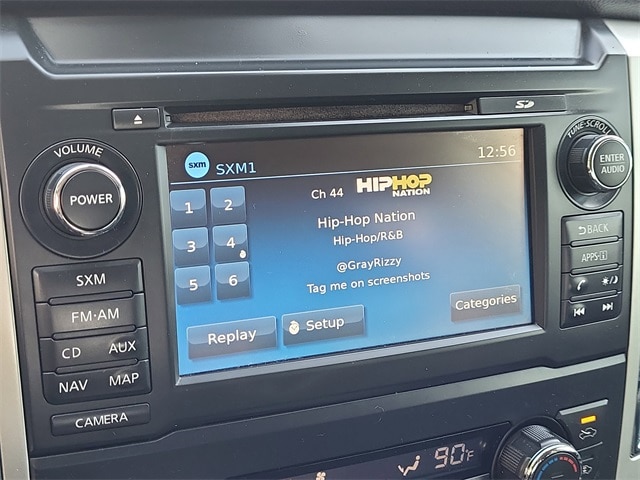 SD
VOLUME
POWER
SXM
FM·AM
CD AUX
NAV MAP
CAMERA
sxm SXM1 12:56
1 2
3 4
5 6
Ch 44 HIPHOP NATION
Hip-Hop Nation
Hip-Hop/R&B
@GrayRizzy
Tag me on screenshots
Replay Setup Categories
TUNE·SCROLL
ENTER
AUDIO
BACK
APPS·i
90°F